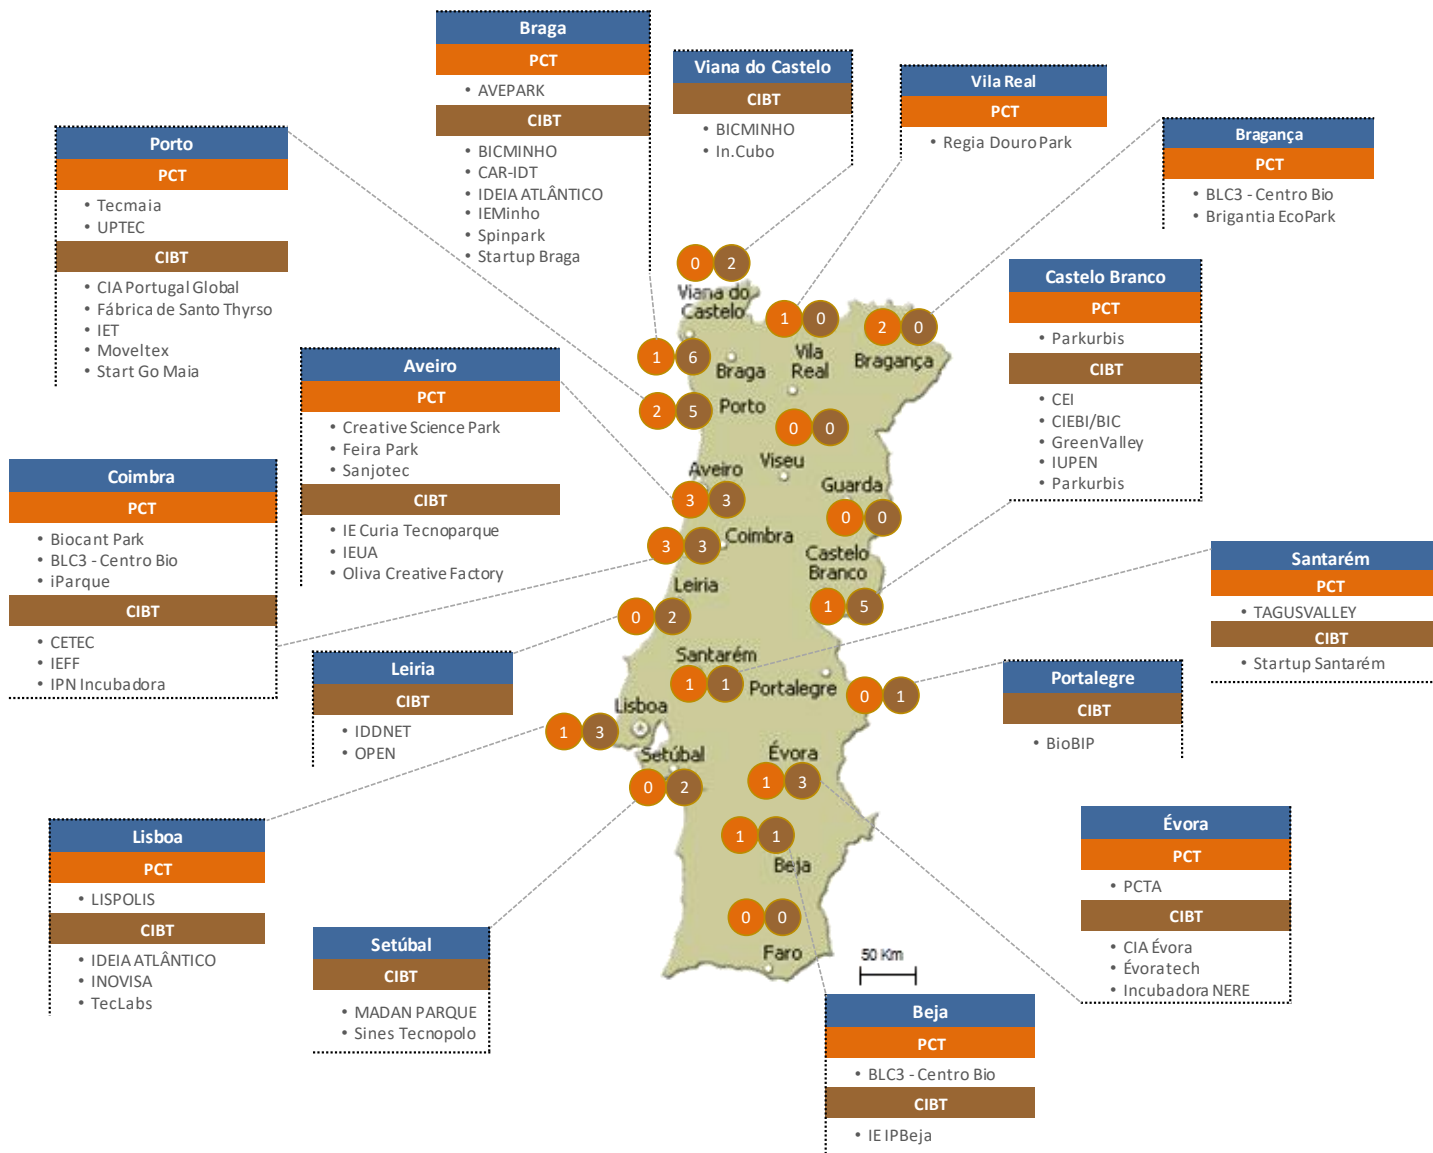 Braga
PCT
• AVEPARK
CIBT
• BICMINHO
• CAR-IDT
• IDEIA ATLÂNTICO
• IEMinho
• Spinpark
• Startup Braga
Viana do Castelo
CIBT
• BICMINHO
• In.Cubo
Vila Real
PCT
• Regia Douro Park
Bragança
PCT
• BLC3 - Centro Bio
• Brigantia EcoPark
Porto
PCT
• Tecmaia
• UPTEC
CIBT
• CIA Portugal Global
• Fábrica de Santo Thyrso
• IET
• Moveltex
• Start Go Maia
Castelo Branco
PCT
• Parkurbis
CIBT
• CEI
• CIEBI/BIC
• GreenValley
• IUPEN
• Parkurbis
Aveiro
PCT
• Creative Science Park
• Feira Park
• Sanjotec
CIBT
• IE Curia Tecnoparque
• IEUA
• Oliva Creative Factory
Coimbra
PCT
• Biocant Park
• BLC3 - Centro Bio
• iParque
CIBT
• CETEC
• IEFF
• IPN Incubadora
Santarém
PCT
• TAGUSVALLEY
CIBT
• Startup Santarém
Leiria
CIBT
• IDDNET
• OPEN
Portalegre
CIBT
• BioBIP
Lisboa
PCT
• LISPOLIS
CIBT
• IDEIA ATLÂNTICO
• INOVISA
• TecLabs
Setúbal
CIBT
• MADAN PARQUE
• Sines Tecnopolo
Évora
PCT
• PCTA
CIBT
• CIA Évora
• Évoratech
• Incubadora NERE
Beja
PCT
• BLC3 - Centro Bio
CIBT
• IE IPBeja
0 2
Viana do
Castelo
1 0
Vila
Real
2 0
Bragança
1 6
Braga
2 5
Porto
0 0
Viseu
Aveiro
3 3
Guarda
0 0
3 3
Coimbra
Castelo
Branco
1 5
Leiria
0 2
Santarém
1 1
Portalegre
0 1
Lisboa
1 3
Setúbal
0 2
Évora
1 3
1 1
Beja
0 0
Faro
50 Km